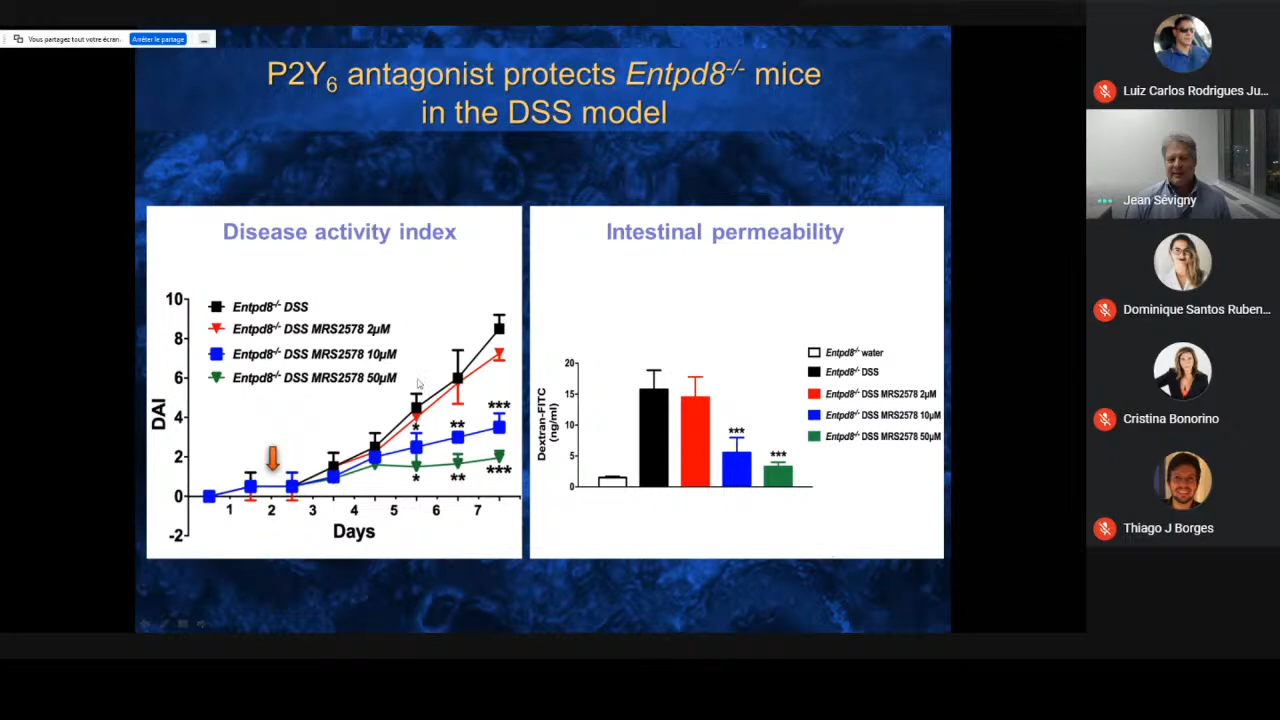 Vous partagez tout votre écran.
Arrêter le partage
...
P2Y₆ antagonist protects Entpd8⁻/⁻ mice
in the DSS model
Disease activity index
10
8
6
4
2
0
-2
DAI
Entpd8⁻/⁻ DSS
Entpd8⁻/⁻ DSS MRS2578 2µM
Entpd8⁻/⁻ DSS MRS2578 10µM
Entpd8⁻/⁻ DSS MRS2578 50µM
*
**
***
*
**
***
1 2 3 4 5 6 7
Days
Intestinal permeability
20
15
10
5
0
Dextran-FITC
(ng/ml)
***
***
Entpd8⁻/⁻ water
Entpd8⁻/⁻ DSS
Entpd8⁻/⁻ DSS MRS2578 2µM
Entpd8⁻/⁻ DSS MRS2578 10µM
Entpd8⁻/⁻ DSS MRS2578 50µM
Luiz Carlos Rodrigues Ju...
Jean Sévigny
Dominique Santos Ruben...
Cristina Bonorino
Thiago J Borges